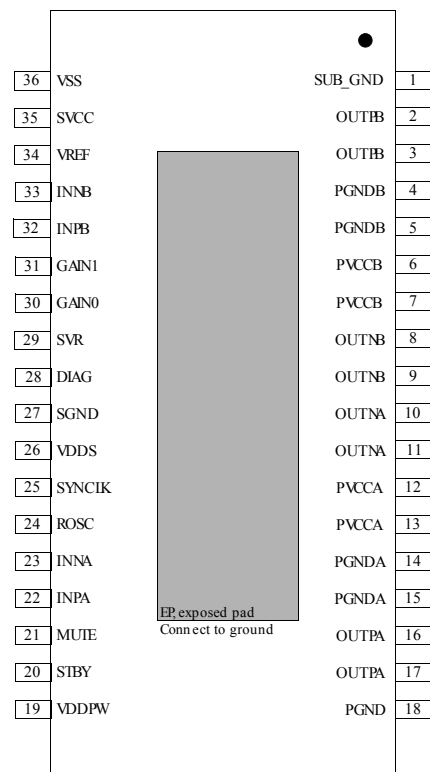 36 VSS SUB_GND 1
35 SVCC OUTPB 2
34 VREF OUTPB 3
33 INNB PGNDB 4
32 INPB PGNDB 5
31 GAIN1 PVCCB 6
30 GAIN0 PVCCB 7
29 SVR OUTNB 8
28 DIAG OUTNB 9
27 SGND OUTNA 10
26 VDDS OUTNA 11
25 SYNCLK PVCCA 12
24 ROSC PVCCA 13
23 INNA PGNDA 14
22 INPA PGNDA 15
EP, exposed pad
Connect to ground
21 MUTE OUTPA 16
20 STBY OUTPA 17
19 VDDPW PGND 18